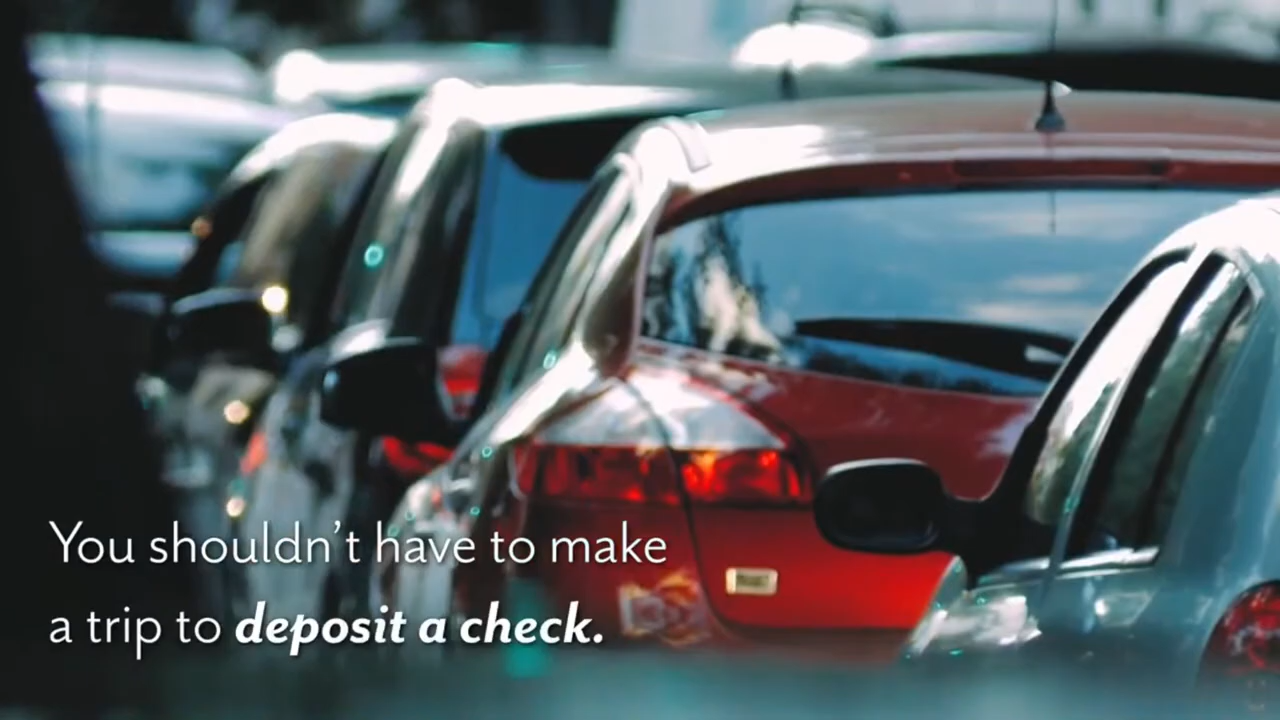 You shouldn’t have to make
a trip to deposit a check.